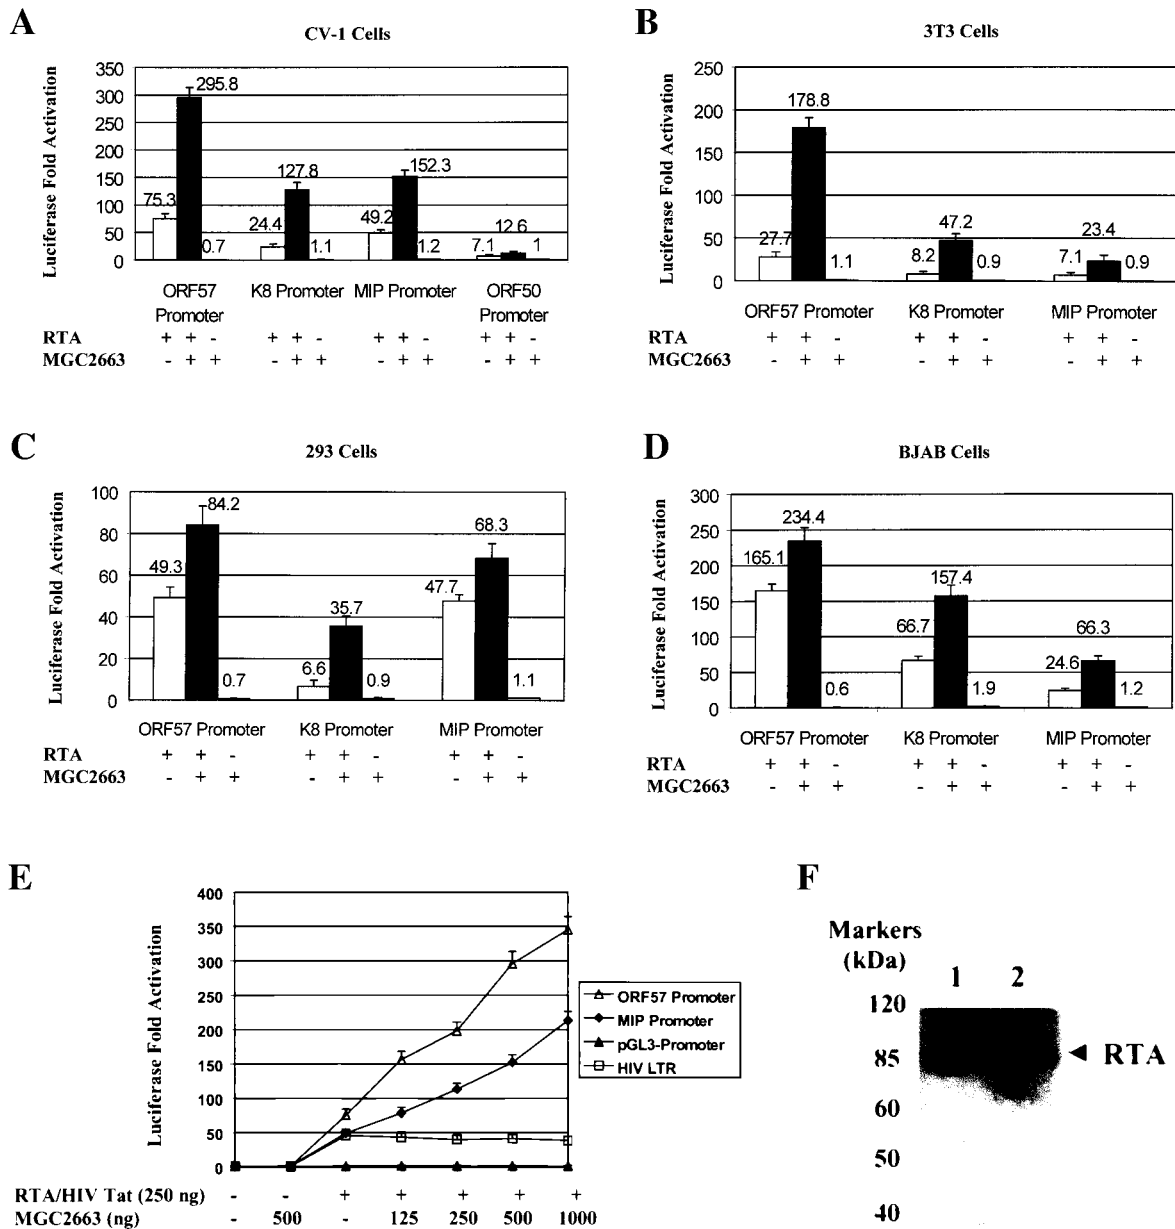 A
CV-1 Cells
Luciferase Fold Activation
350
300
250
200
150
100
50
0
295.8
75.3
0.7
127.8
24.4
1.1
152.3
49.2
1.2
7.1
12.6
1
ORF57 Promoter
K8 Promoter
MIP Promoter
ORF50 Promoter
RTA + + - + + - + + - + + -
MGC2663 - + + - + + - + + - + +
B
3T3 Cells
Luciferase Fold Activation
250
200
150
100
50
0
178.8
27.7
1.1
47.2
8.2
0.9
23.4
7.1
0.9
ORF57 Promoter
K8 Promoter
MIP Promoter
RTA + + - + + - + + -
MGC2663 - + + - + + - + +
C
293 Cells
Luciferase Fold Activation
100
80
60
40
20
0
84.2
49.3
0.7
35.7
6.6
0.9
68.3
47.7
1.1
ORF57 Promoter
K8 Promoter
MIP Promoter
RTA + + - + + - + + -
MGC2663 - + + - + + - + +
D
BJAB Cells
Luciferase Fold Activation
300
250
200
150
100
50
0
234.4
165.1
0.6
157.4
66.7
1.9
66.3
24.6
1.2
ORF57 Promoter
K8 Promoter
MIP Promoter
RTA + + - + + - + + -
MGC2663 - + + - + + - + +
E
Luciferase Fold Activation
400
350
300
250
200
150
100
50
0
ORF57 Promoter
MIP Promoter
pGL3-Promoter
HIV LTR
RTA/HIV Tat (250 ng) - - + + + + +
MGC2663 (ng) - 500 - 125 250 500 1000
F
Markers
(kDa)
1 2
120
85
60
50
40
RTA